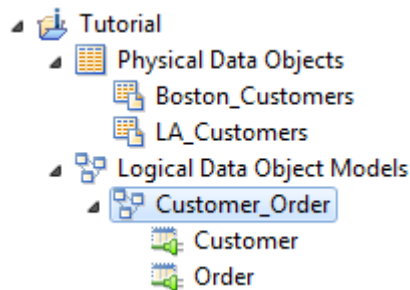 Tutorial
Physical Data Objects
Boston_Customers
LA_Customers
Logical Data Object Models
Customer_Order
Customer
Order